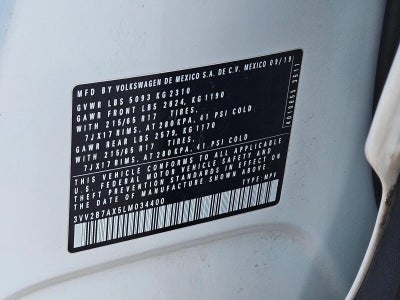 MFD BY VOLKSWAGEN DE MEXICO S.A. DE C.V. MEXICO 09/19
GVWR LBS 5093 KG 2310
GAWR FRONT LBS 2624, KG 1190
WITH 215/65 R17 TIRES,
7JX17 RIMS, AT 280 KPA, 41 PSI COLD
GAWR REAR LBS 2579, KG 1170
WITH 215/65 R17 TIRES,
7JX17 RIMS, AT 280 KPA, 41 PSI COLD
THIS VEHICLE CONFORMS TO ALL APPLICABLE
U.S. FEDERAL MOTOR VEHICLE SAFETY AND
THEFT PREVENTION STANDARDS IN EFFECT ON
THE DATE OF MANUFACTURE SHOWN ABOVE.
3VV2B7AX5LM034400 TYPE: MPV